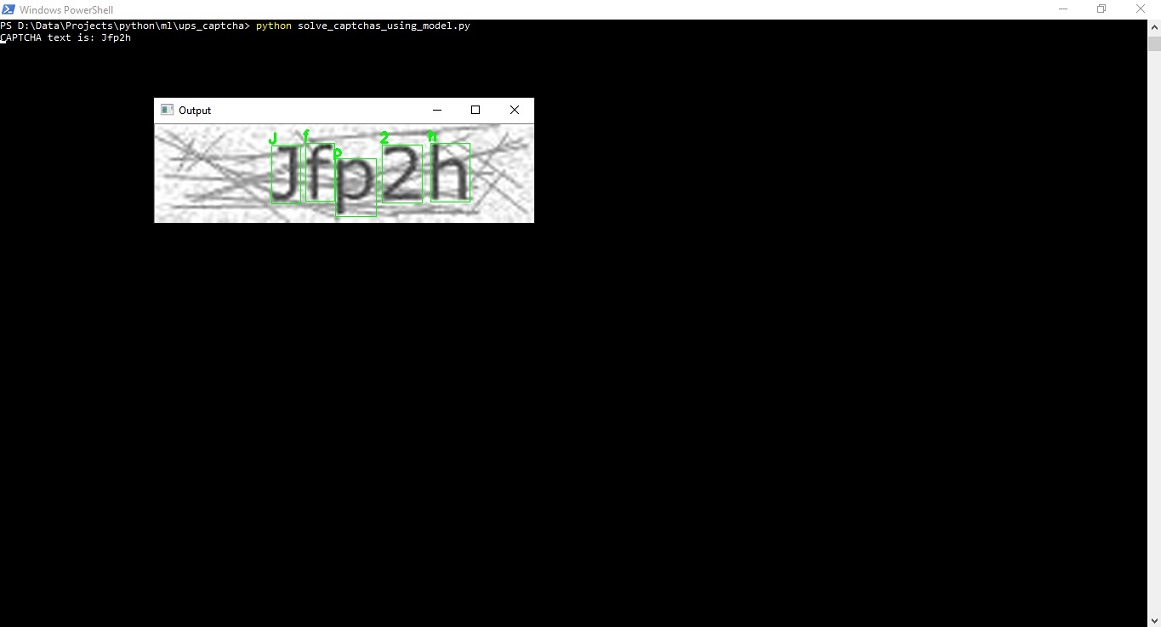 Windows PowerShell
PS D:\Data\Projects\python\ml\ups_captcha> python solve_captchas_using_model.py
CAPTCHA text is: Jfp2h
Output
J f p 2 h
Jfp2h